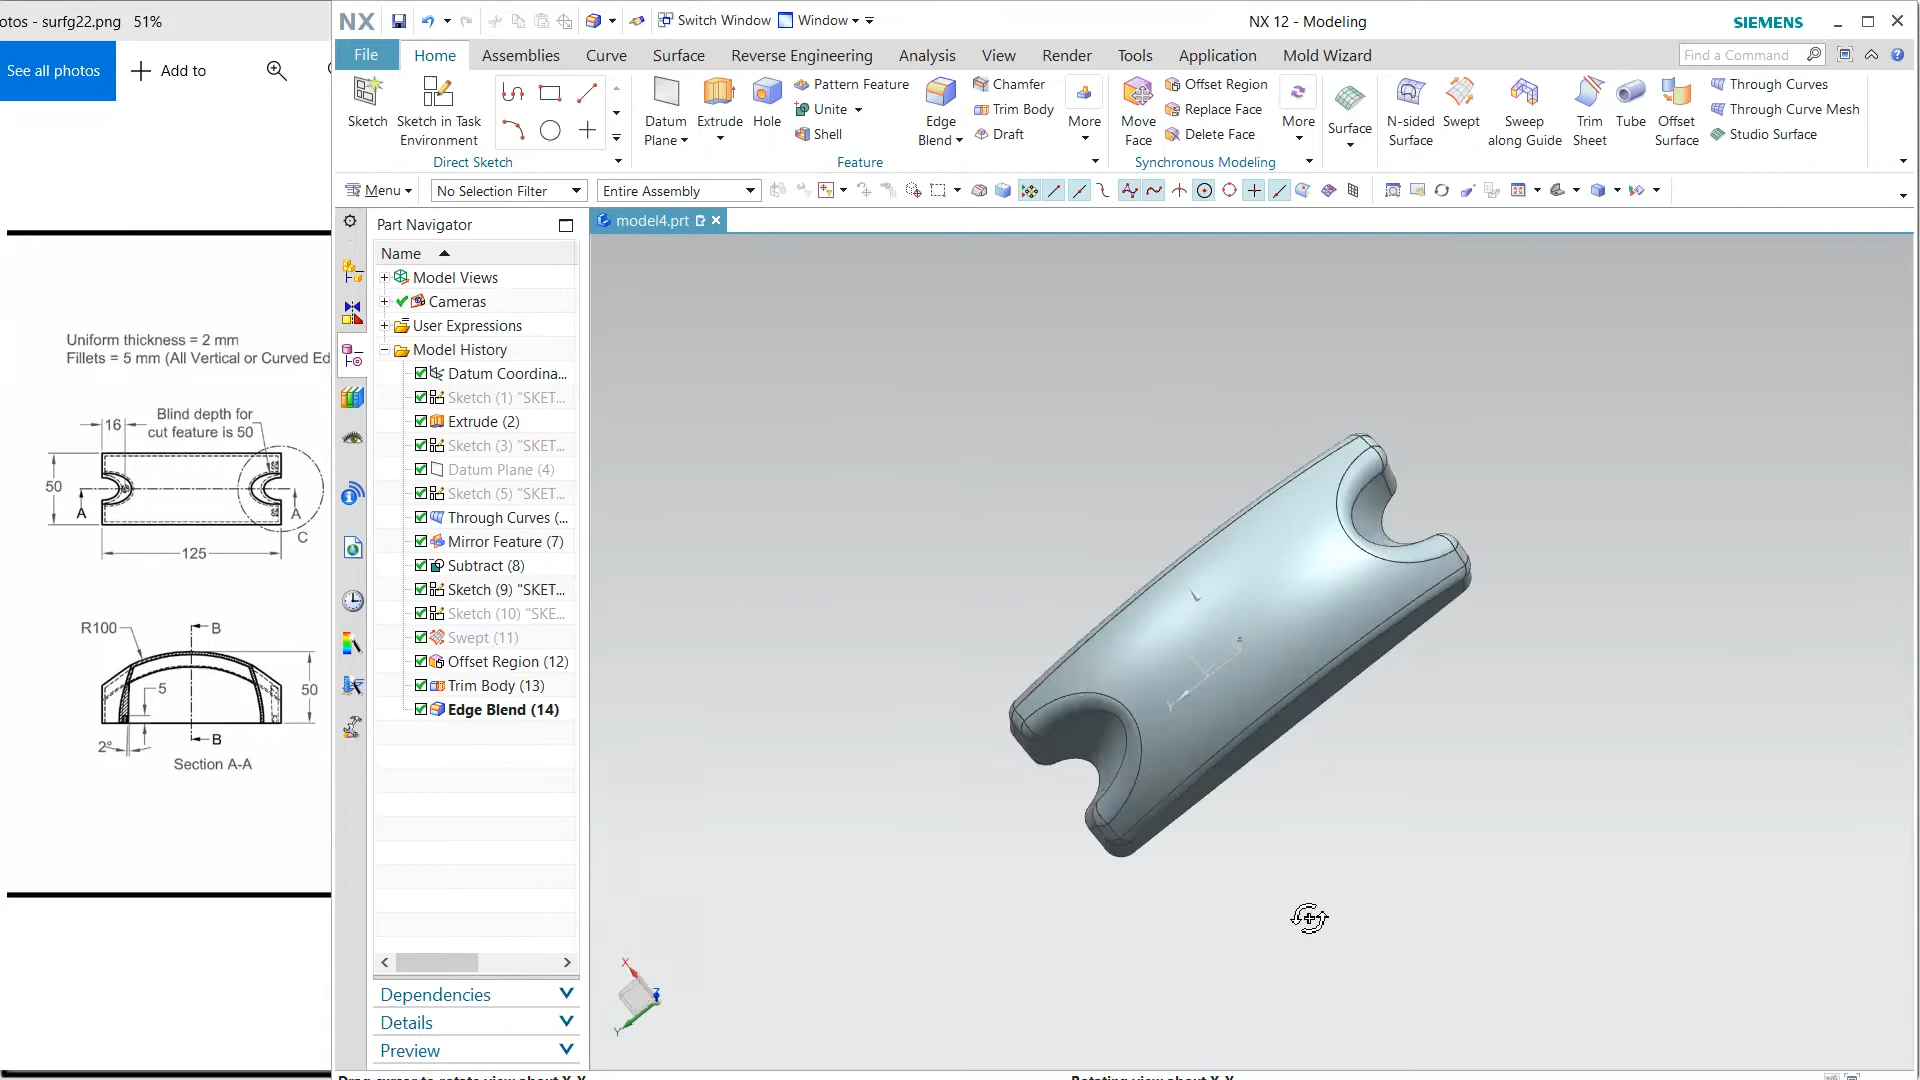 otos - surfg22.png 51%
See all photos
Add to
Uniform thickness = 2 mm
Fillets = 5 mm (All Vertical or Curved Ed
Blind depth for
cut feature is 50
16
50
A
A
C
125
R100
B
5
50
2°
B
Section A-A
NX
Switch Window
Window
NX 12 - Modeling
SIEMENS
File
Home
Assemblies
Curve
Surface
Reverse Engineering
Analysis
View
Render
Tools
Application
Mold Wizard
Find a Command
Sketch
Sketch in Task
Environment
Direct Sketch
Datum
Plane
Extrude
Hole
Pattern Feature
Unite
Shell
Edge
Blend
Chamfer
Trim Body
Draft
More
Feature
Move
Face
Offset Region
Replace Face
Delete Face
More
Synchronous Modeling
Surface
N-sided
Surface
Swept
Sweep
along Guide
Trim
Sheet
Tube
Offset
Surface
Through Curves
Through Curve Mesh
Studio Surface
Menu
No Selection Filter
Entire Assembly
Part Navigator
model4.prt
Name
Model Views
Cameras
User Expressions
Model History
Datum Coordina...
Sketch (1) "SKET...
Extrude (2)
Sketch (3) "SKET...
Datum Plane (4)
Sketch (5) "SKET...
Through Curves (...
Mirror Feature (7)
Subtract (8)
Sketch (9) "SKET...
Sketch (10) "SKE...
Swept (11)
Offset Region (12)
Trim Body (13)
Edge Blend (14)
Dependencies
Details
Preview
X
Z
Y
Drag cursor to rotate view about X-Y
Rotating view about X-Y